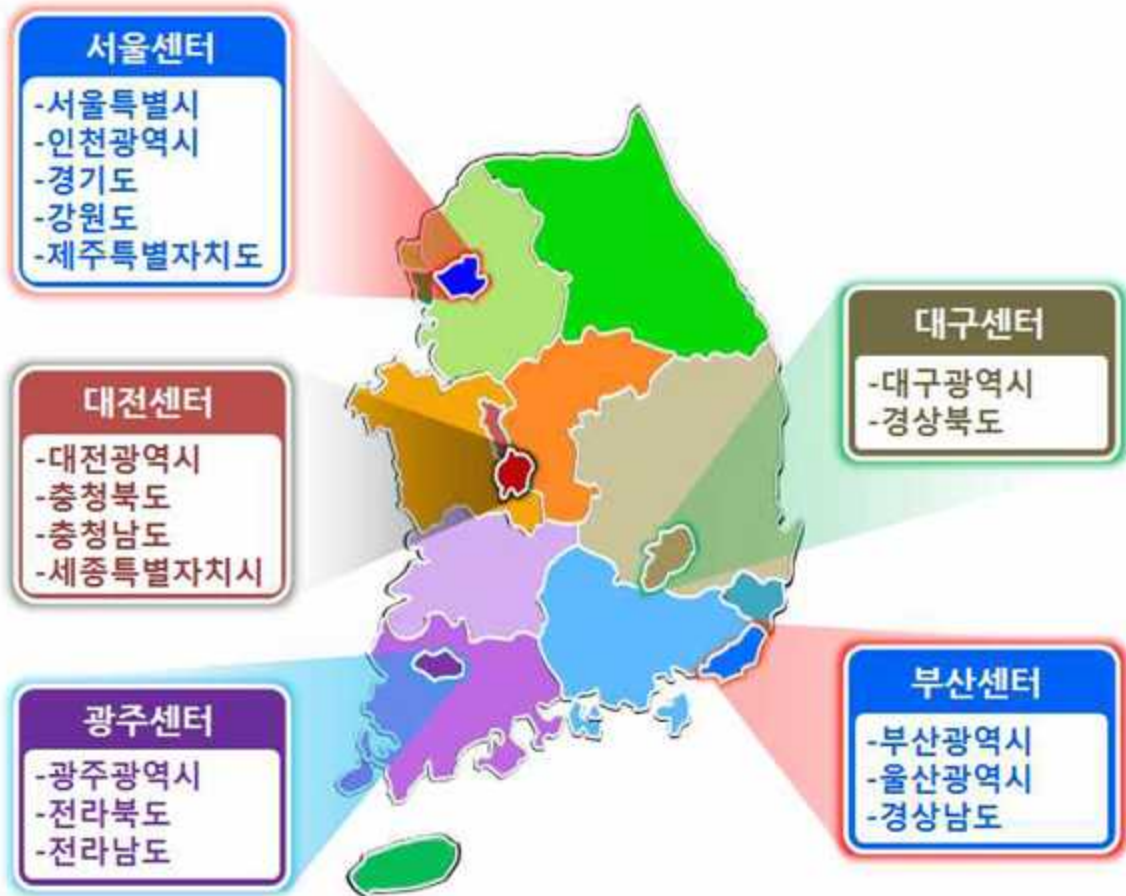 서울센터
-서울특별시
-인천광역시
-경기도
-강원도
-제주특별자치도
대전센터
-대전광역시
-충청북도
-충청남도
-세종특별자치시
광주센터
-광주광역시
-전라북도
-전라남도
대구센터
-대구광역시
-경상북도
부산센터
-부산광역시
-울산광역시
-경상남도